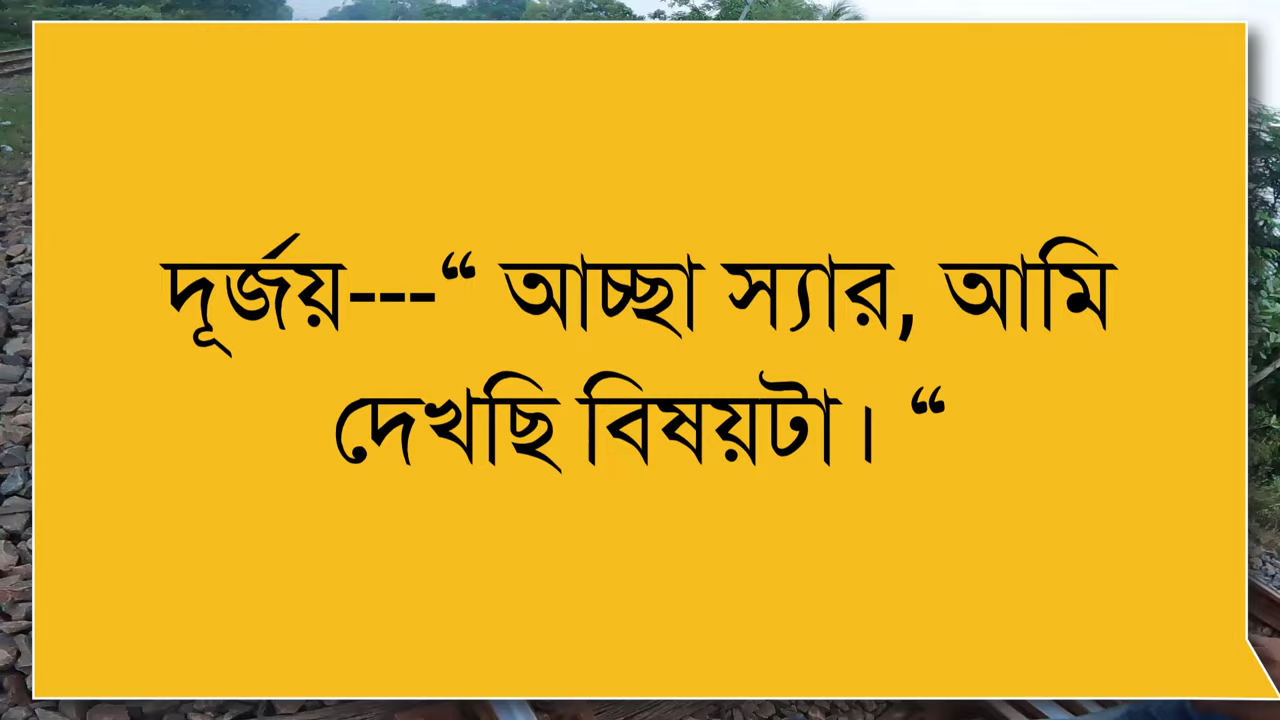 দূর্জয়---“ আচ্ছা স্যার, আমি
দেখছি বিষয়টা। “